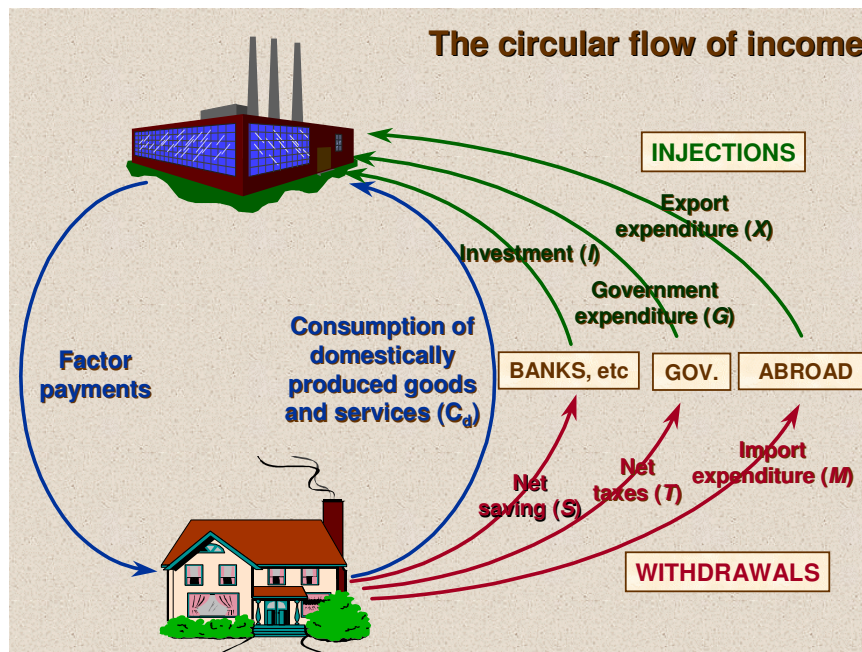 The circular flow of income
INJECTIONS
Export
expenditure (X)
Investment (I)
Government
expenditure (G)
Factor
payments
Consumption of
domestically
produced goods
and services (Cd)
BANKS, etc
GOV.
ABROAD
Net
saving (S)
Net
taxes (T)
Import
expenditure (M)
WITHDRAWALS